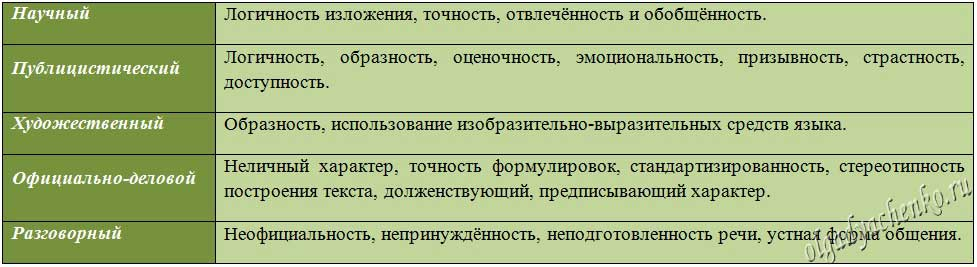 Научный Логичность изложения, точность, отвлечённость и обобщённость.
Публицистический Логичность, образность, оценочность, эмоциональность, призывность, страстность,
доступность.
Художественный Образность, использование изобразительно-выразительных средств языка.
Официально-деловой Неличный характер, точность формулировок, стандартизированность, стереотипность
построения текста, долженствующий, предписывающий характер.
Разговорный Неофициальность, непринуждённость, неподготовленность речи, устная форма общения.
olgadyachenko.ru